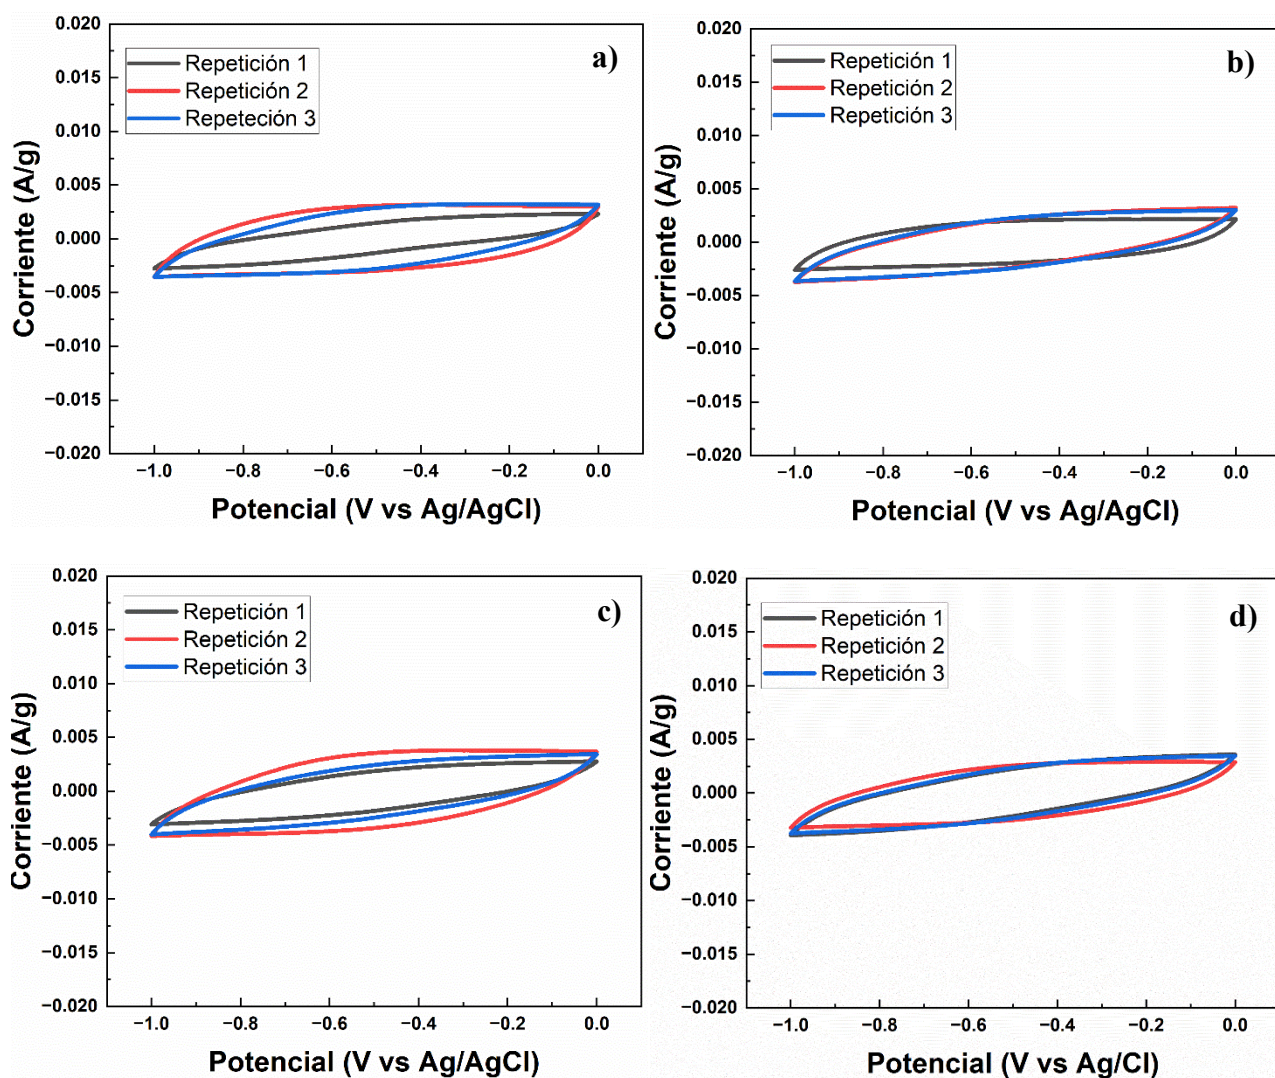 0.020
0.015
0.010
0.005
0.000
−0.005
−0.010
−0.015
−0.020
Corriente (A/g)
Repetición 1
Repetición 2
Repeteción 3
a)
−1.0 −0.8 −0.6 −0.4 −0.2 0.0
Potencial (V vs Ag/AgCl)
0.020
0.015
0.010
0.005
0.000
−0.005
−0.010
−0.015
−0.020
Corriente (A/g)
Repetición 1
Repetición 2
Repetición 3
b)
−1.0 −0.8 −0.6 −0.4 −0.2 0.0
Potencial (V vs Ag/AgCl)
0.020
0.015
0.010
0.005
0.000
−0.005
−0.010
−0.015
−0.020
Corriente (A/g)
Repetición 1
Repetición 2
Repetición 3
c)
−1.0 −0.8 −0.6 −0.4 −0.2 0.0
Potencial (V vs Ag/AgCl)
0.020
0.015
0.010
0.005
0.000
−0.005
−0.010
−0.015
−0.020
Corriente (A/g)
Repetición 1
Repetición 2
Repetición 3
d)
−1.0 −0.8 −0.6 −0.4 −0.2 0.0
Potencial (V vs Ag/Cl)